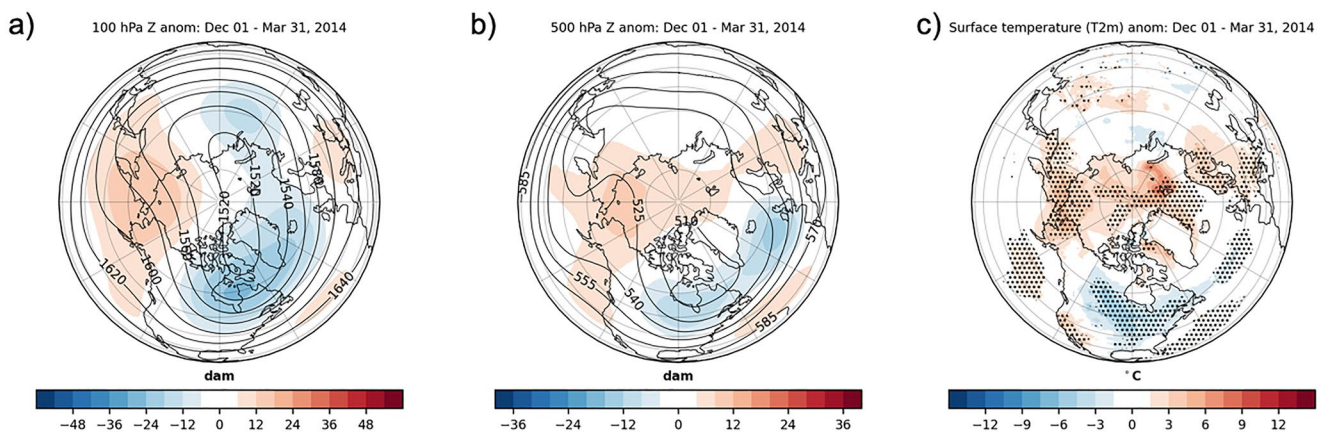 a)
100 hPa Z anom: Dec 01 - Mar 31, 2014
1580
1520
1540
1520
1560
1600
1620
1640
dam
−48 −36 −24 −12 0 12 24 36 48
b)
500 hPa Z anom: Dec 01 - Mar 31, 2014
585
525
510
570
555
540
585
dam
−36 −24 −12 0 12 24 36
c)
Surface temperature (T2m) anom: Dec 01 - Mar 31, 2014
°C
−12 −9 −6 −3 0 3 6 9 12